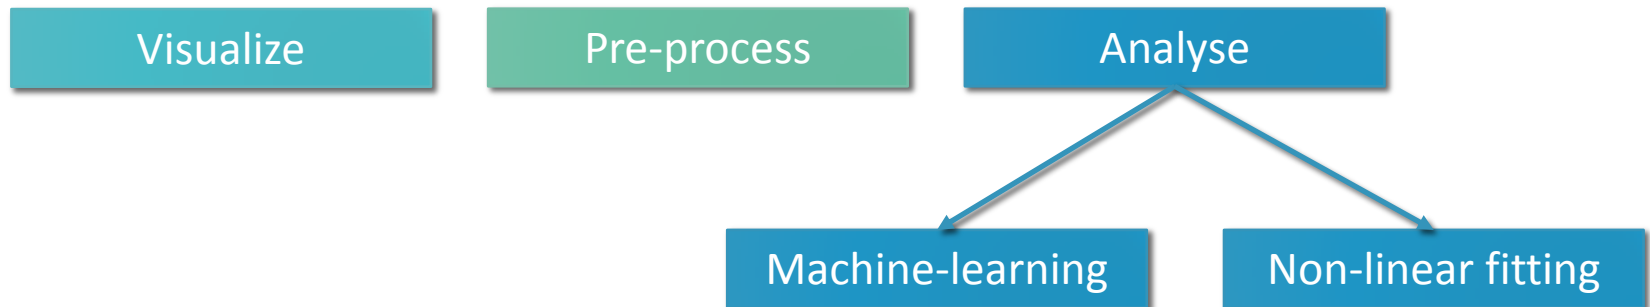 Visualize
Pre-process
Analyse
Machine-learning
Non-linear fitting